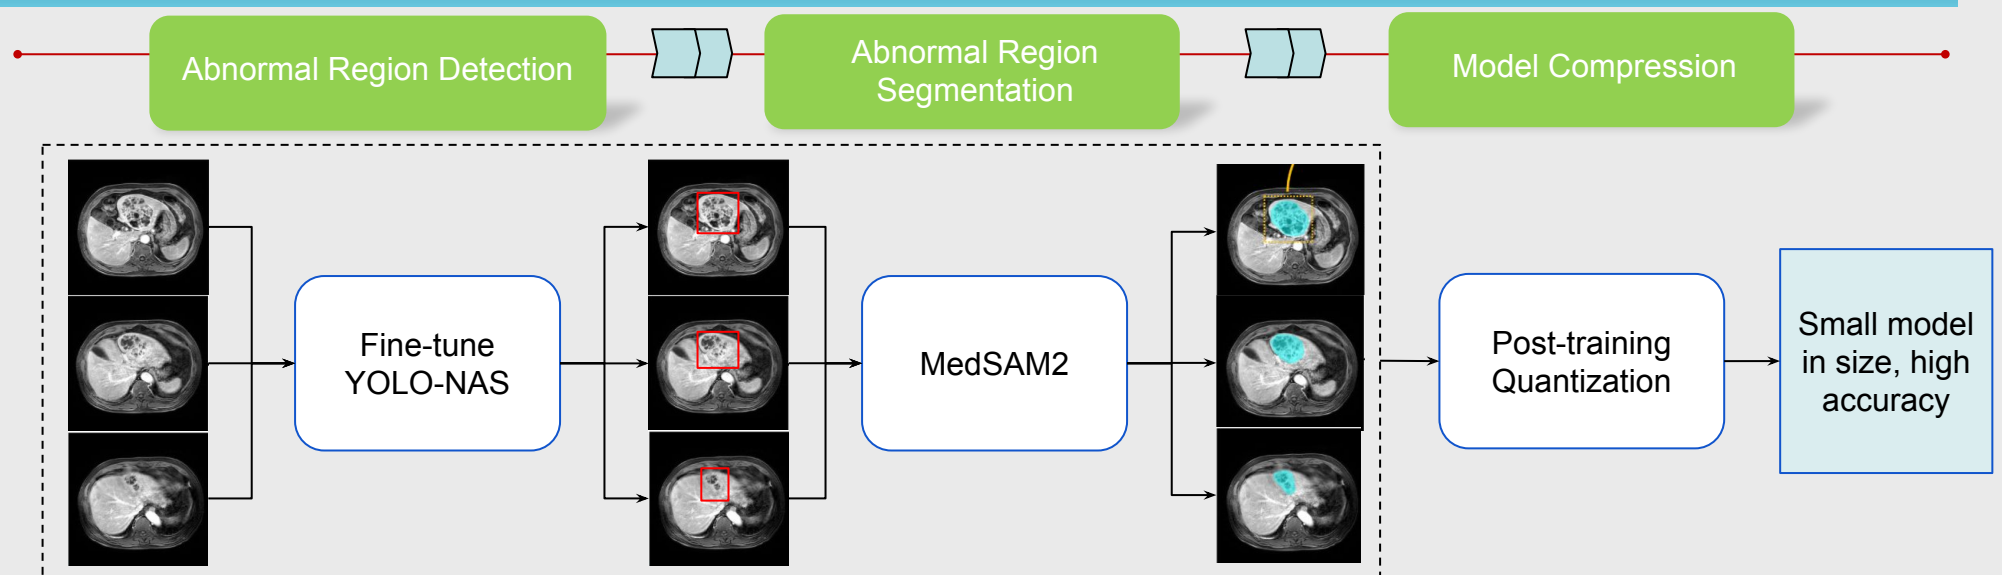 Abnormal Region Detection
Abnormal Region
Segmentation
Model Compression
Fine-tune
YOLO-NAS
MedSAM2
Post-training
Quantization
Small model
in size, high
accuracy